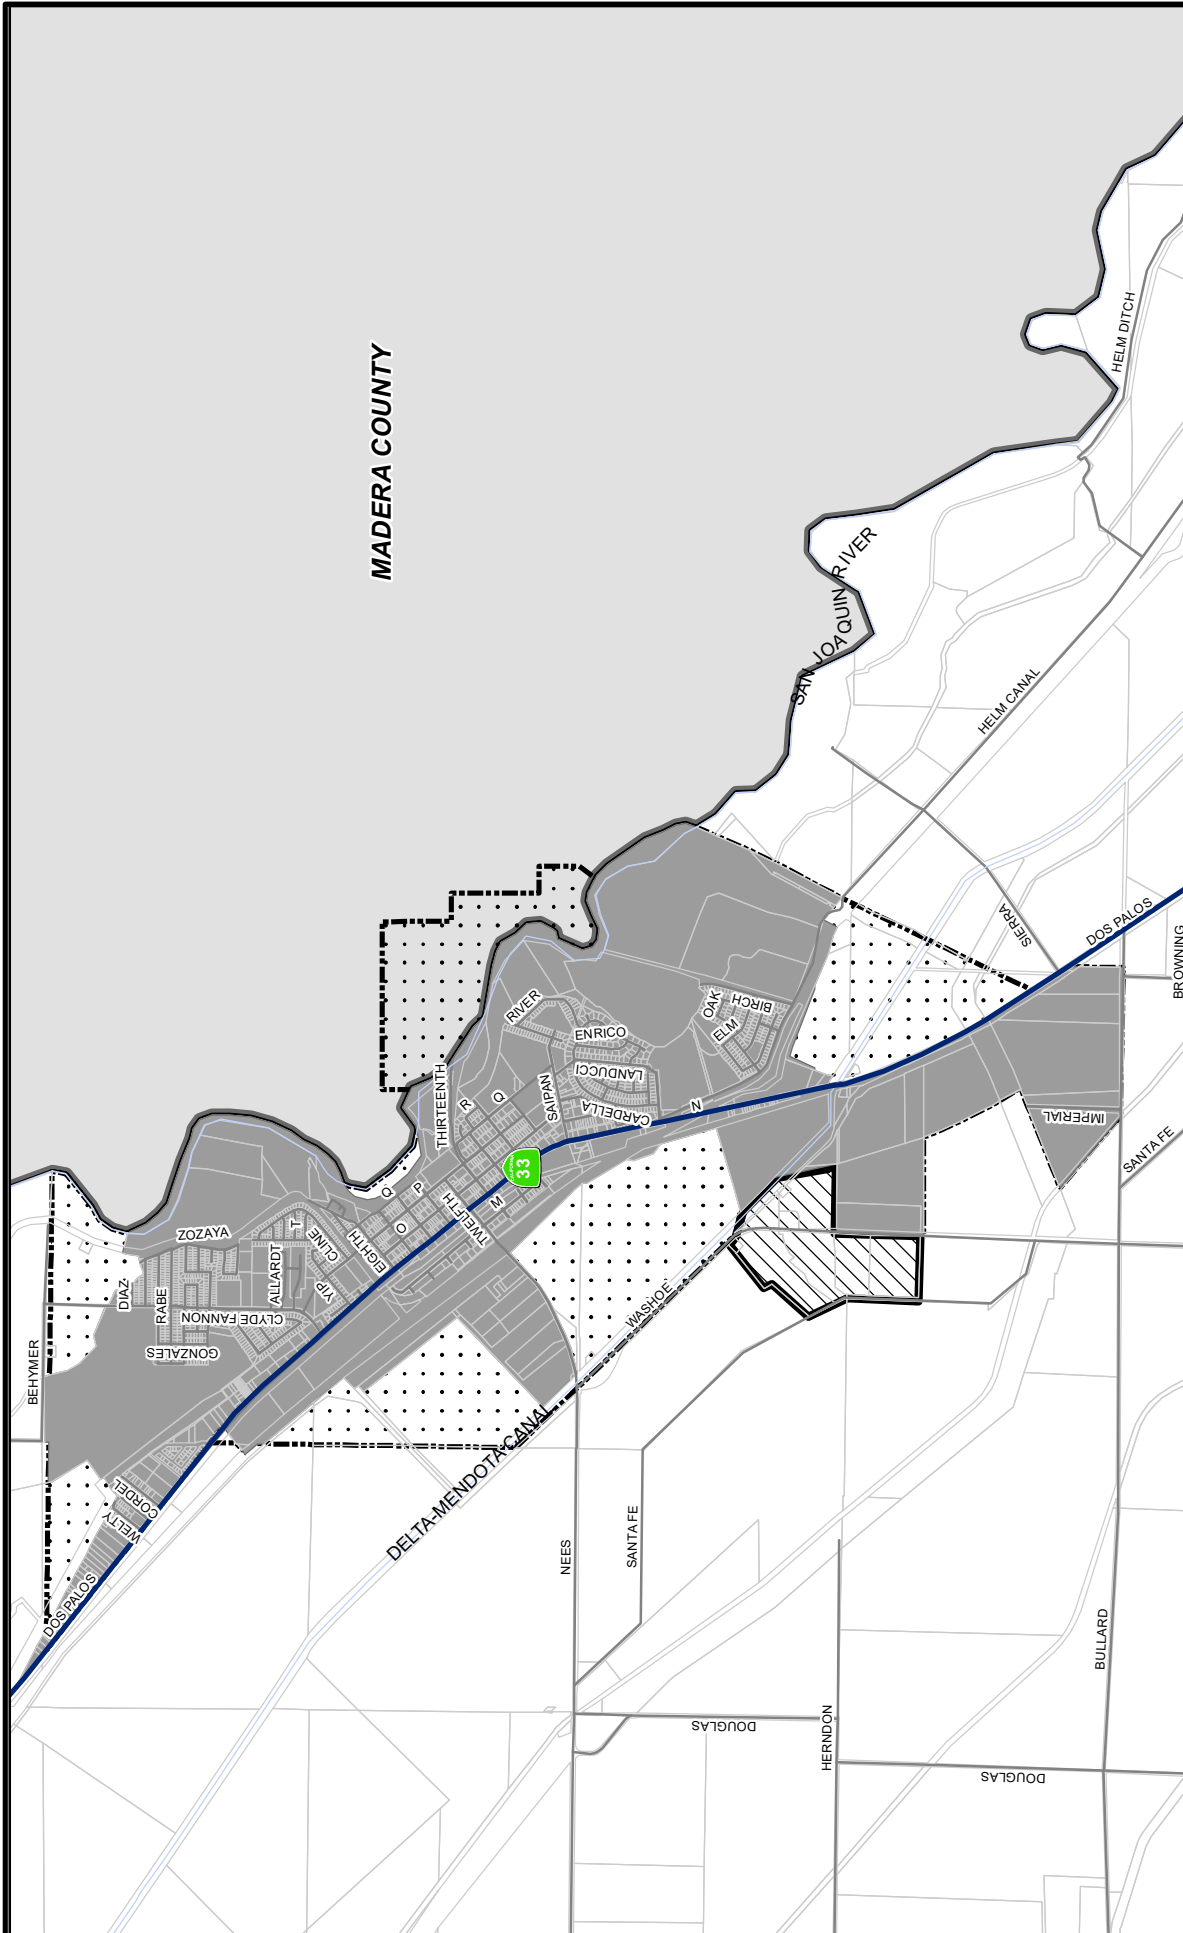 MADERA COUNTY
HELM DITCH
SAN JOAQUIN RIVER
HELM CANAL
SIERRA
DOS PALOS
BROWNING
OAK
BIRCH
ELM
RIVER
ENRICO
LANDUCCI
SAIPAN
CARDELLA
N
THIRTEENTH
R
Q
CALIFORNIA
33
IMPERIAL
SANTA FE
Q
P
O
M
TWELFTH
EIGHTH
ZOZAYA
T
CLINE
ALLARDT
YIP
DIAZ
RABE
CLYDE FANNON
GONZALES
BEHYMER
WASHOE
CORDEL
WELTY
DOS PALOS
DELTA-MENDOTA CANAL
NEES
SANTA FE
BULLARD
DOUGLAS
HERNDON
DOUGLAS